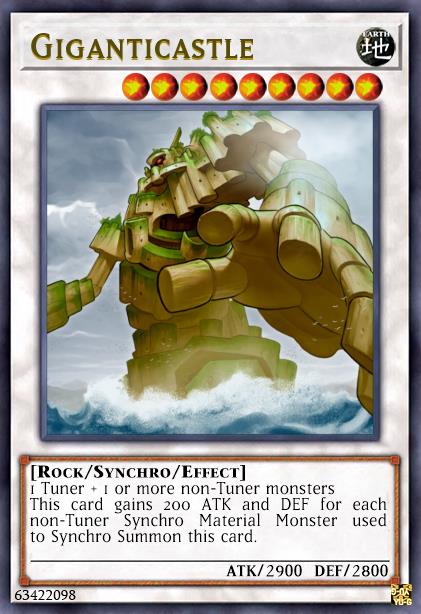 GIGANTICASTLE
EARTH
地
[ROCK/SYNCHRO/EFFECT]
1 Tuner + 1 or more non-Tuner monsters
This card gains 200 ATK and DEF for each
non-Tuner Synchro Material Monster used
to Synchro Summon this card.
ATK/2900 DEF/2800
63422098